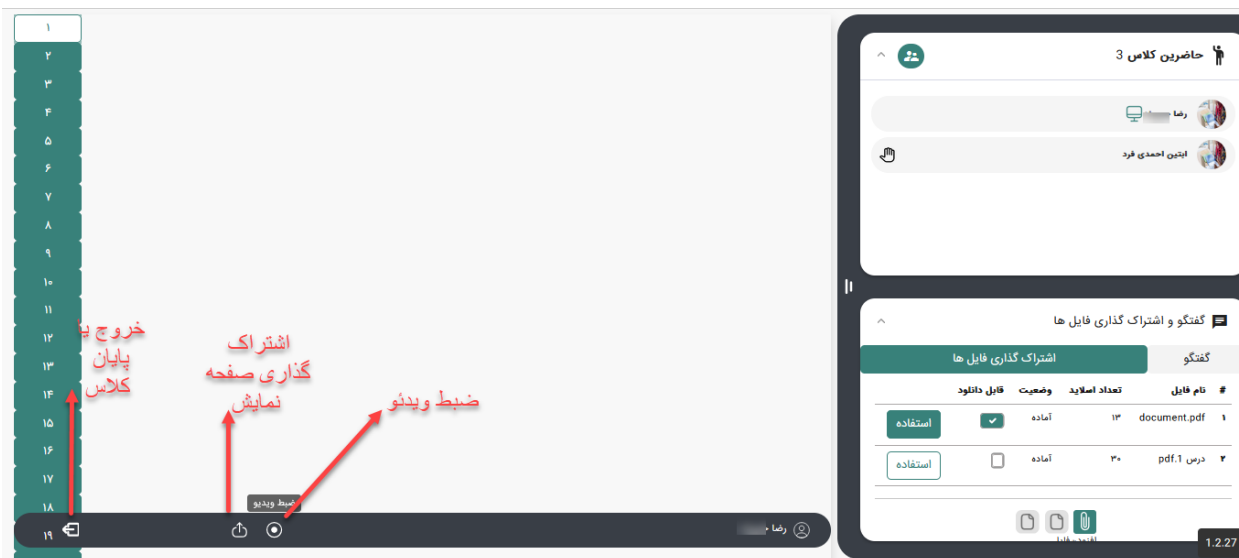 حاضرین کلاس 3
رضا
ابتین احمدی فرد
گفتگو و اشتراک گذاری فایل ها
گفتگو
اشتراک گذاری فایل ها
# نام فایل تعداد اسلاید وضعیت قابل دانلود
۱ document.pdf ۱۳ آماده استفاده
۲ درس 1.pdf ۳۰ آماده استفاده
افزودن فایل
1.2.27
۱
۲
۳
۴
۵
۶
۷
۸
۹
۱۰
۱۱
۱۲
۱۳
۱۴
۱۵
۱۶
۱۷
۱۸
۱۹
ضبط ویدئو
اشتراک
گذاری صفحه
نمایش
خروج یا
پایان
کلاس
ضبط ویدیو
رضا